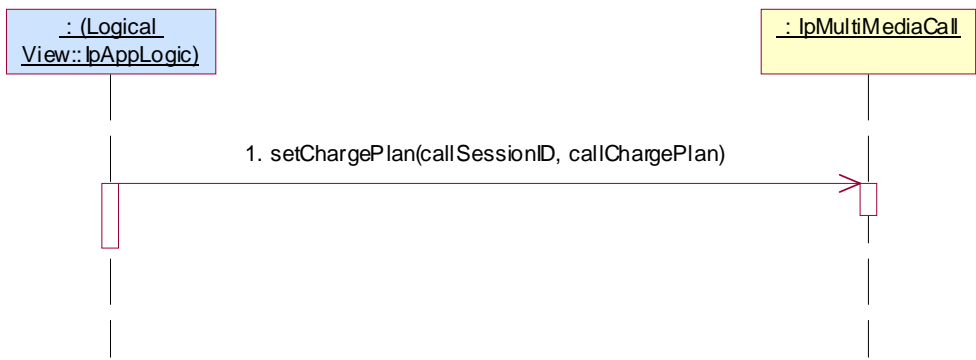 : (Logical
View::IpAppLogic)
: IpMultiMediaCall
1. setChargePlan(callSessionID, callChargePlan)